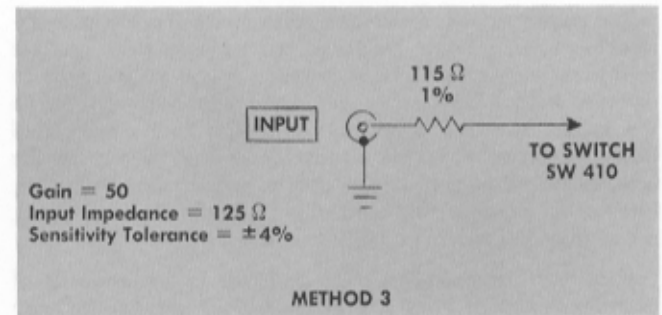 115 Ω
1%
INPUT
TO SWITCH
SW 410
Gain = 50
Input Impedance = 125 Ω
Sensitivity Tolerance = ±4%
METHOD 3